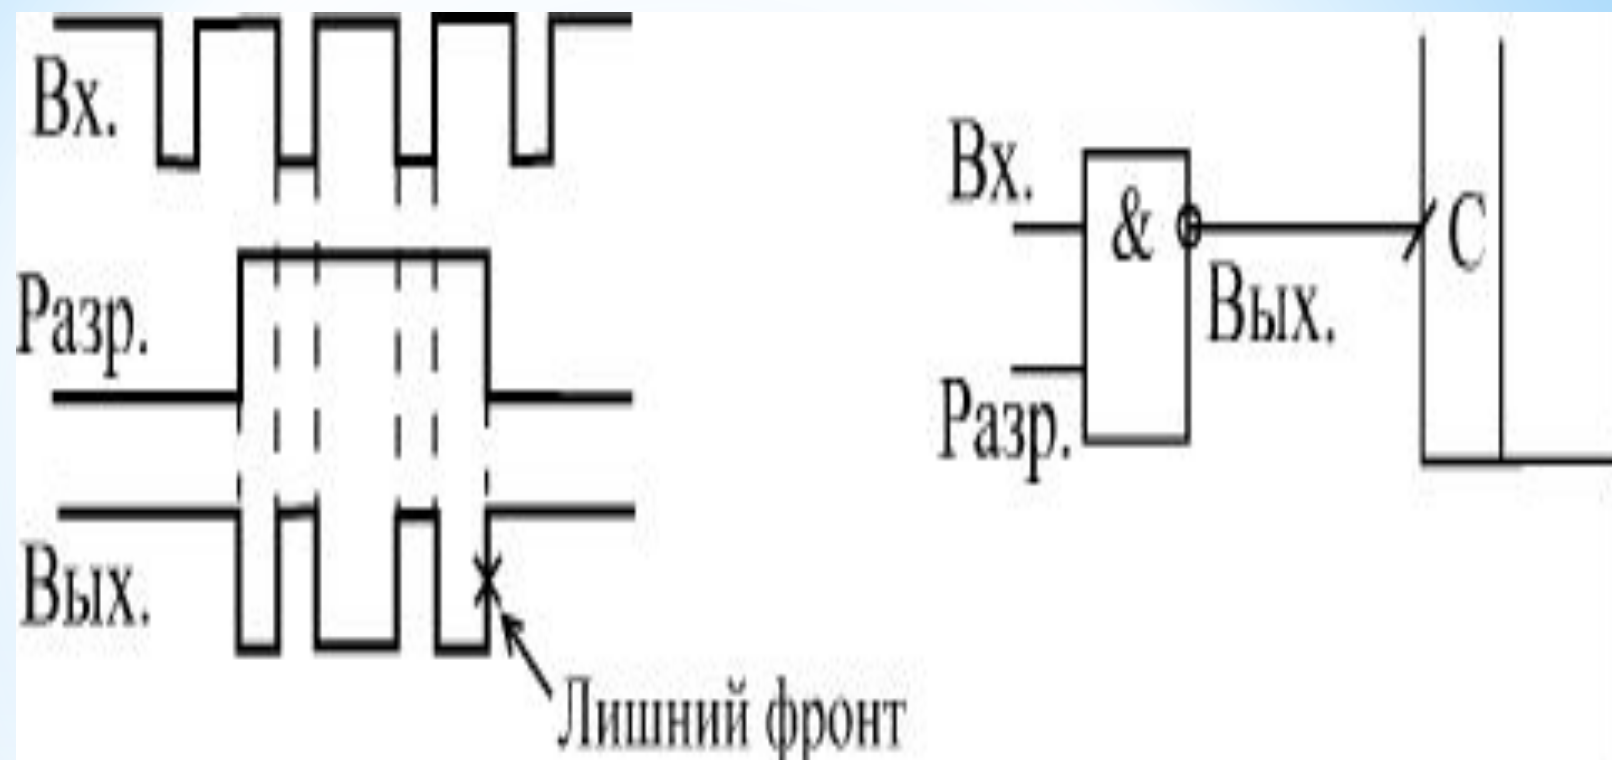 Вх.
Разр.
Вых.
Лишний фронт
Вх.
&
Разр.
Вых.
С